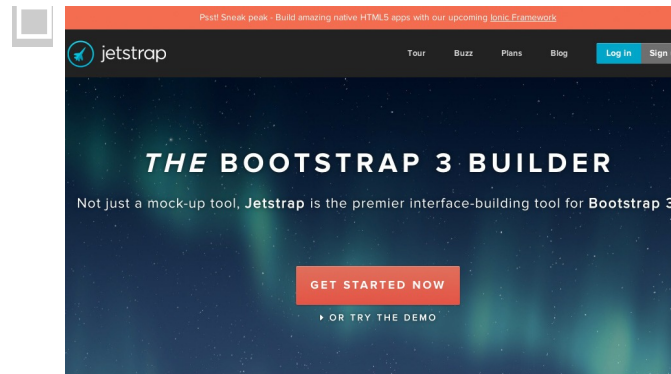 Psst! Sneak peak - Build amazing native HTML5 apps with our upcoming Ionic Framework
jetstrap Tour Buzz Plans Blog Log in Sign
THE BOOTSTRAP 3 BUILDER
Not just a mock-up tool, Jetstrap is the premier interface-building tool for Bootstrap 3
GET STARTED NOW
OR TRY THE DEMO